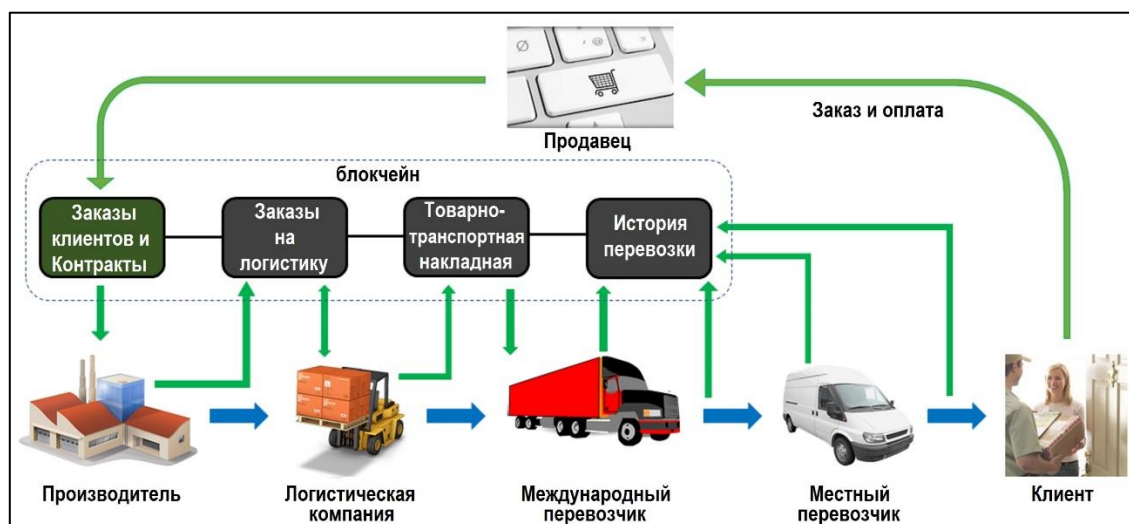 Заказ и оплата
Продавец
блокчейн
Заказы
клиентов и
Контракты
Заказы
на
логистику
Товарно-
транспортная
накладная
История
перевозки
Производитель
Логистическая
компания
Международный
перевозчик
Местный
перевозчик
Клиент